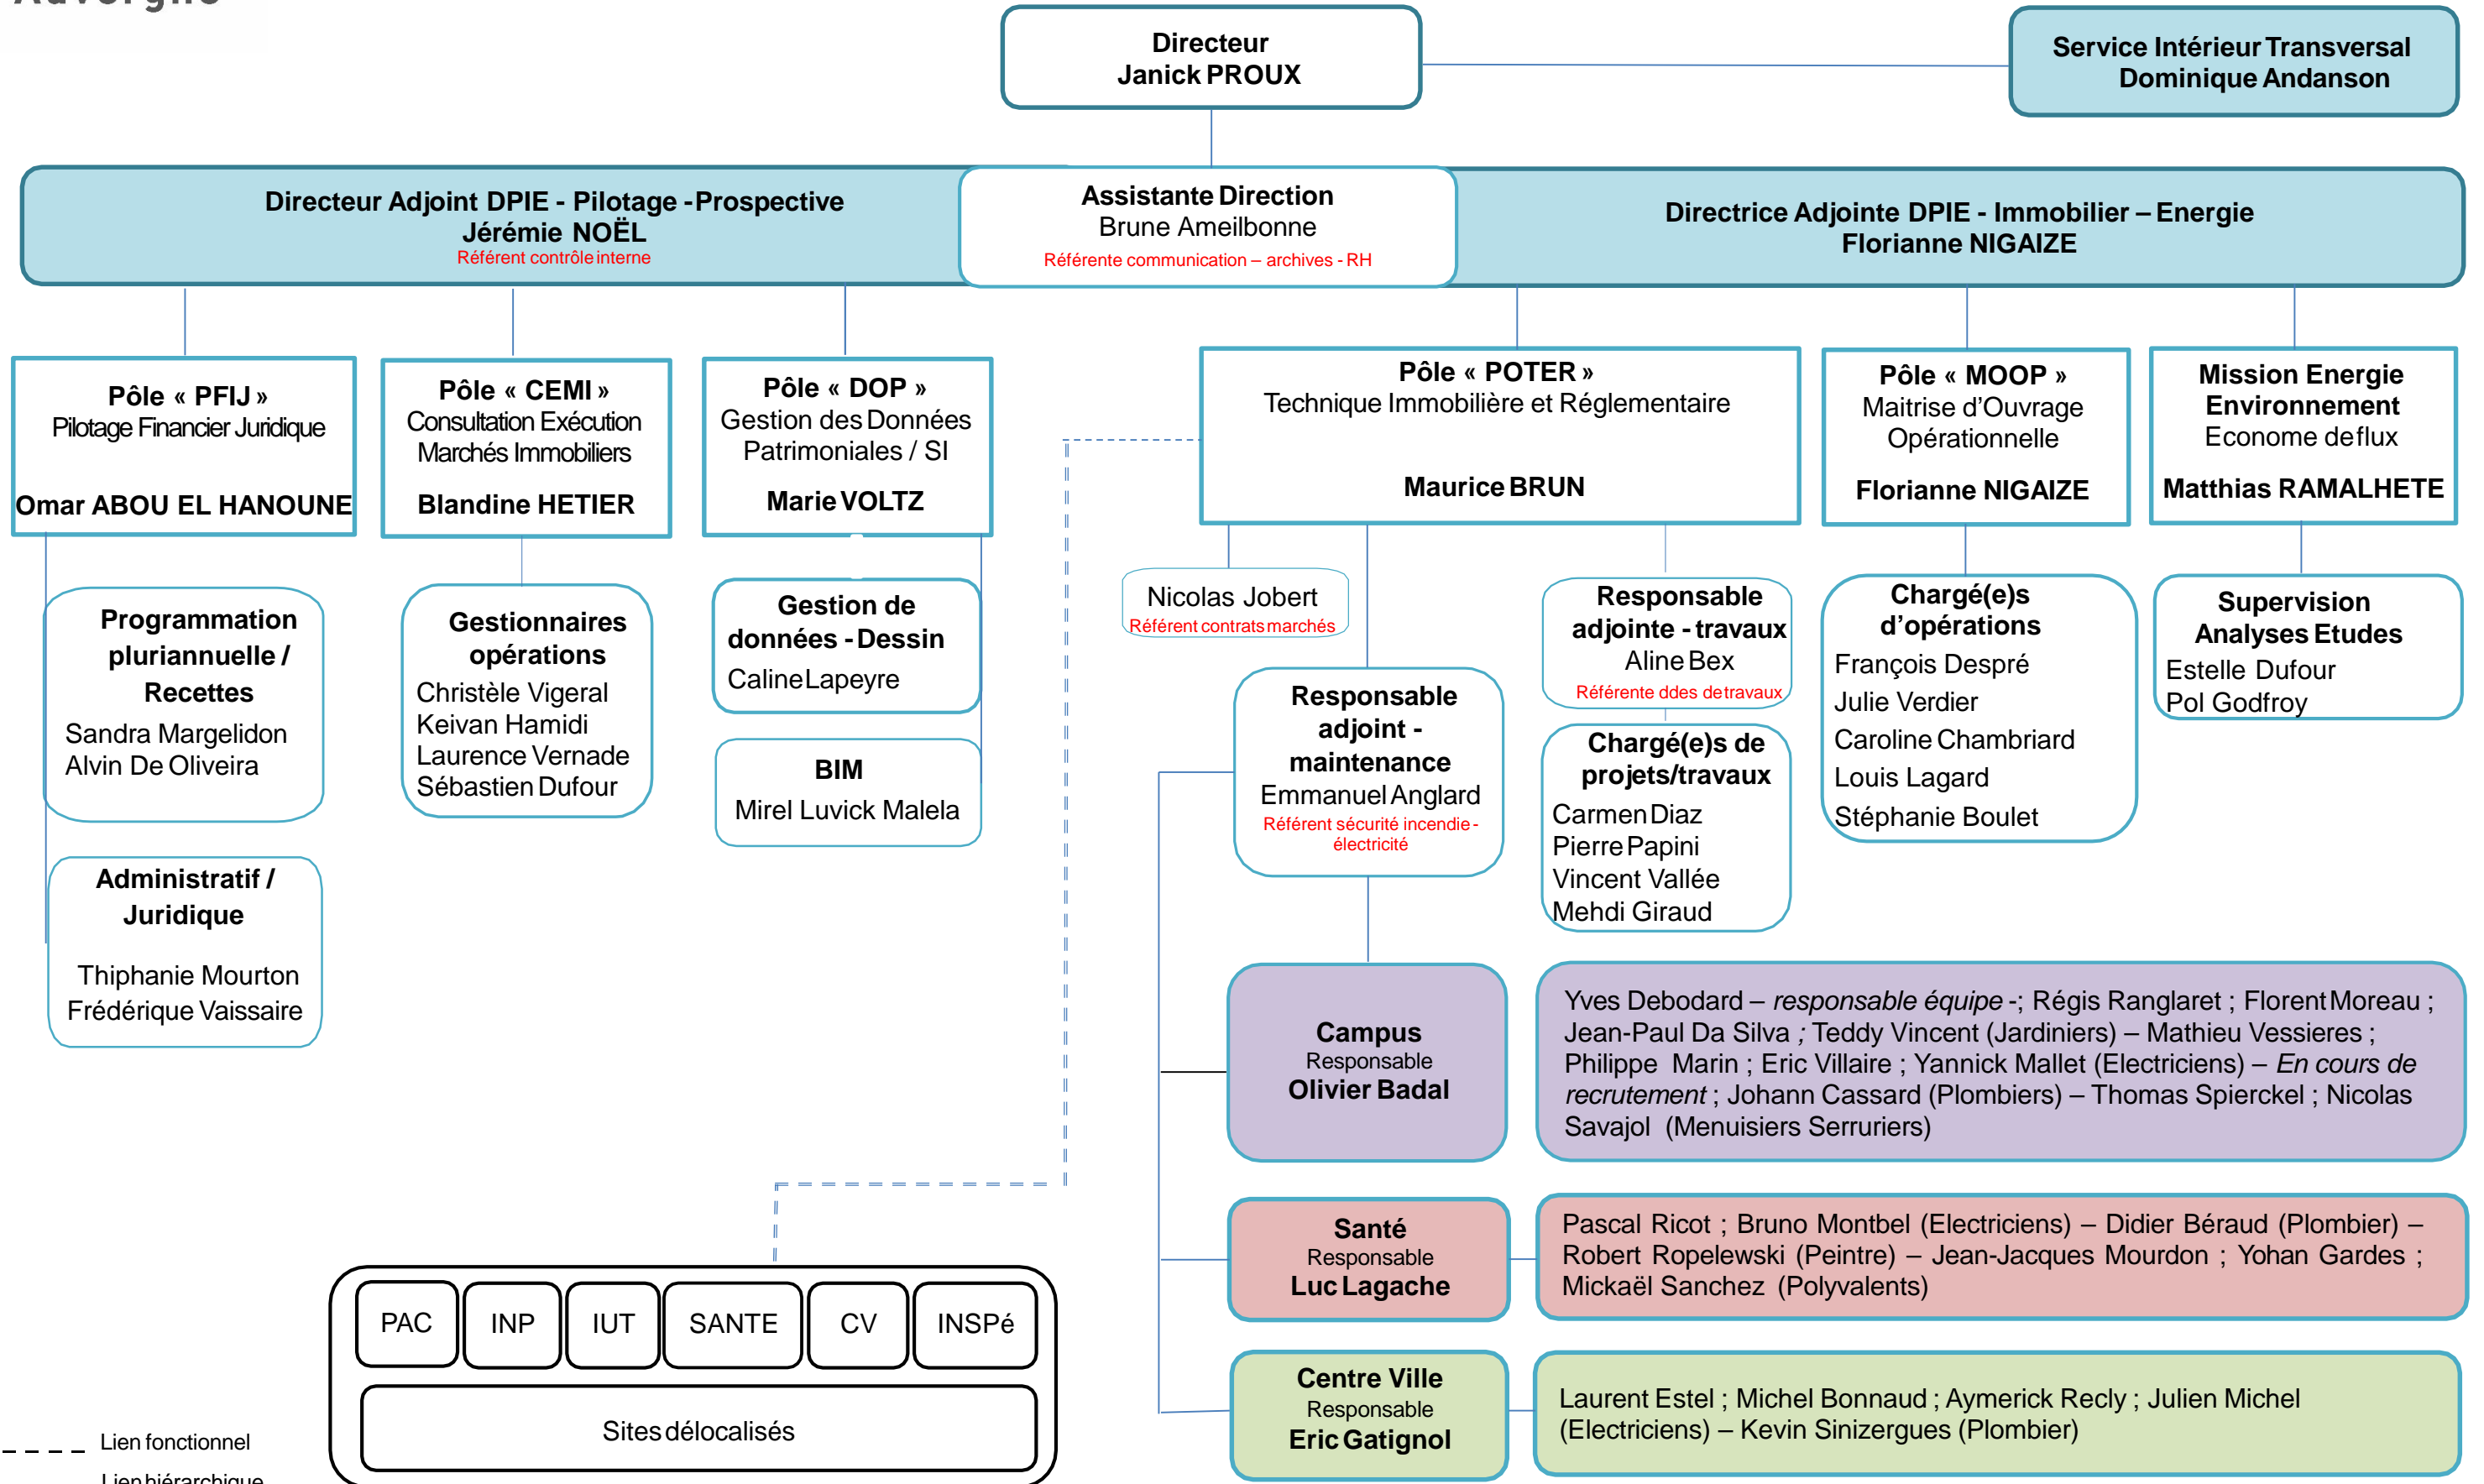 Auvergne
Directeur
Janick PROUX
Service Intérieur Transversal
Dominique Andanson
Directeur Adjoint DPIE - Pilotage - Prospective
Jérémie NOËL
Référent contrôle interne
Assistante Direction
Brune Ameilbonne
Référente communication – archives - RH
Directrice Adjointe DPIE - Immobilier – Energie
Florianne NIGAIZE
Pôle « PFIJ »
Pilotage Financier Juridique
Omar ABOU EL HANOUNE
Pôle « CEMI »
Consultation Exécution
Marchés Immobiliers
Blandine HETIER
Pôle « DOP »
Gestion des Données
Patrimoniales / SI
Marie VOLTZ
Pôle « POTER »
Technique Immobilière et Réglementaire
Maurice BRUN
Pôle « MOOP »
Maitrise d’Ouvrage
Opérationnelle
Florianne NIGAIZE
Mission Energie
Environnement
Econome de flux
Matthias RAMALHETE
Programmation
pluriannuelle /
Recettes
Sandra Margelidon
Alvin De Oliveira
Administratif /
Juridique
Thiphanie Mourton
Frédérique Vaissaire
Gestionnaires
opérations
Christèle Vigeral
Keivan Hamidi
Laurence Vernade
Sébastien Dufour
Gestion de
données - Dessin
Caline Lapeyre
BIM
Mirel Luvick Malela
Nicolas Jobert
Référent contrats marchés
Responsable
adjoint -
maintenance
Emmanuel Anglard
Référent sécurité incendie -
électricité
Responsable
adjointe - travaux
Aline Bex
Référente ddes de travaux
Chargé(e)s de
projets/travaux
Carmen Diaz
Pierre Papini
Vincent Vallée
Mehdi Giraud
Chargé(e)s
d’opérations
François Despré
Julie Verdier
Caroline Chambriard
Louis Lagard
Stéphanie Boulet
Supervision
Analyses Etudes
Estelle Dufour
Pol Godfroy
Campus
Responsable
Olivier Badal
Yves Debodard – responsable équipe -; Régis Ranglaret ; Florent Moreau ;
Jean-Paul Da Silva ; Teddy Vincent (Jardiniers) – Mathieu Vessieres ;
Philippe Marin ; Eric Villaire ; Yannick Mallet (Electriciens) – En cours de
recrutement ; Johann Cassard (Plombiers) – Thomas Spierckel ; Nicolas
Savajol (Menuisiers Serruriers)
Santé
Responsable
Luc Lagache
Pascal Ricot ; Bruno Montbel (Electriciens) – Didier Béraud (Plombier) –
Robert Ropelewski (Peintre) – Jean-Jacques Mourdon ; Yohan Gardes ;
Mickaël Sanchez (Polyvalents)
Centre Ville
Responsable
Eric Gatignol
Laurent Estel ; Michel Bonnaud ; Aymerick Recly ; Julien Michel
(Electriciens) – Kevin Sinizergues (Plombier)
PAC
INP
IUT
SANTE
CV
INSPé
Sites délocalisés
Lien fonctionnel
Lien hiérarchique